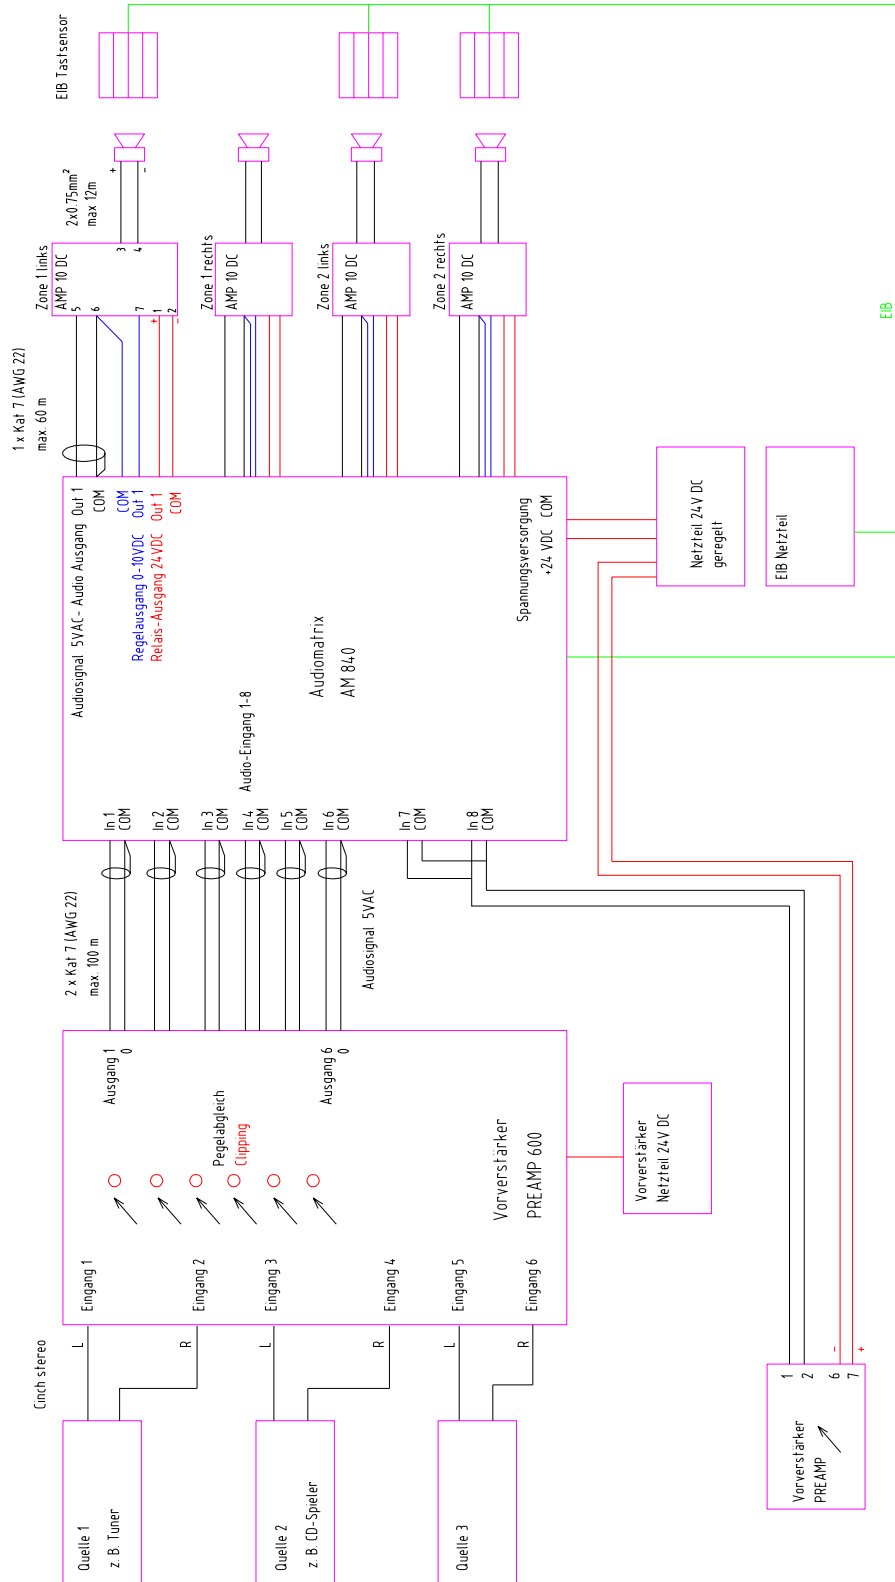 Cinch stereo
Quelle 1
z. B. Tuner
L
R
Quelle 2
z. B. CD-Spieler
L
R
Quelle 3
L
R
Eingang 1
Eingang 2
Eingang 3
Eingang 4
Eingang 5
Eingang 6
Pegelabgleich
Clipping
Vorverstärker
PREAMP 600
Ausgang 1
0
Ausgang 6
0
Vorverstärker
Netzteil 24V DC
Vorverstärker
PREAMP
1
2
6 -
7 +
2 x Kat 7 (AWG 22)
max. 100 m
Audiosignal 5VAC
In 1
COM
In 2
COM
In 3
COM
In 4
COM
In 5
COM
In 6
COM
In 7
COM
In 8
COM
Audio-Eingang 1-8
Audiomatrix
AM 840
Audiosignal 5VAC- Audio Ausgang Out 1
COM
COM
Regelausgang 0-10VDC Out 1
Relais-Ausgang 24VDC Out 1
COM
Spannungsversorgung
+24 VDC COM
Netzteil 24V DC
geregelt
EIB Netzteil
1 x Kat 7 (AWG 22)
max. 60 m
Zone 1 links
AMP 10 DC
5
6
7
+ 1
- 2
3
4
Zone 1 rechts
AMP 10 DC
Zone 2 links
AMP 10 DC
Zone 2 rechts
AMP 10 DC
2x0.75mm²
max 12m
+
-
EIB Tastsensor
EIB